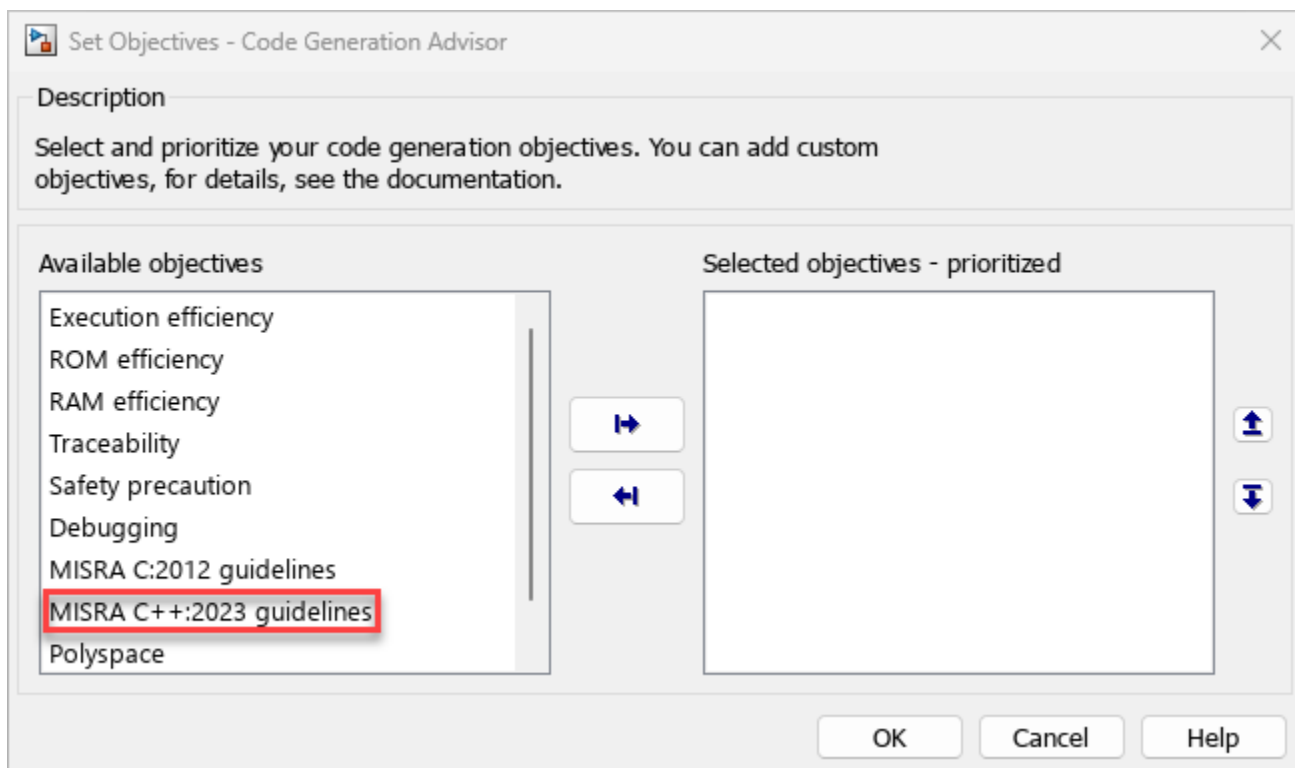 Set Objectives - Code Generation Advisor
Description
Select and prioritize your code generation objectives. You can add custom
objectives, for details, see the documentation.
Available objectives
Execution efficiency
ROM efficiency
RAM efficiency
Traceability
Safety precaution
Debugging
MISRA C:2012 guidelines
MISRA C++:2023 guidelines
Polyspace
Selected objectives - prioritized
OK
Cancel
Help